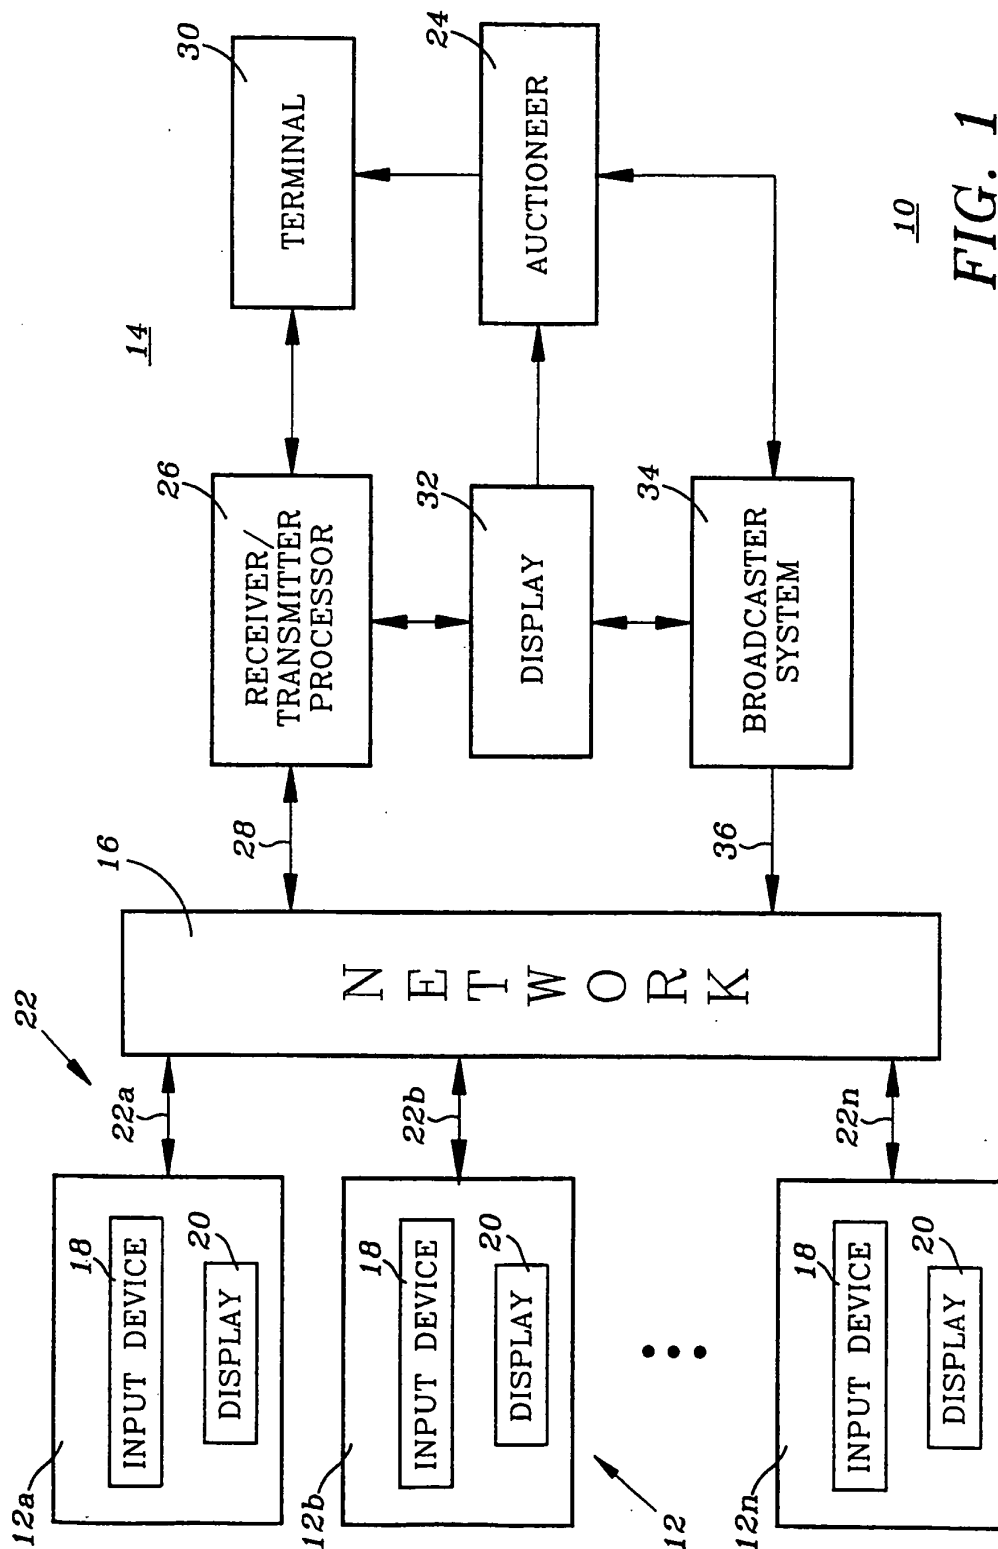 12a
18
INPUT DEVICE
20
DISPLAY
22a
22
12b
18
INPUT DEVICE
20
DISPLAY
22b
12
12n
18
INPUT DEVICE
20
DISPLAY
22n
16
NETWORK
28
36
14
26
RECEIVER/
TRANSMITTER
PROCESSOR
32
DISPLAY
34
BROADCASTER
SYSTEM
30
TERMINAL
24
AUCTIONEER
10
FIG. 1